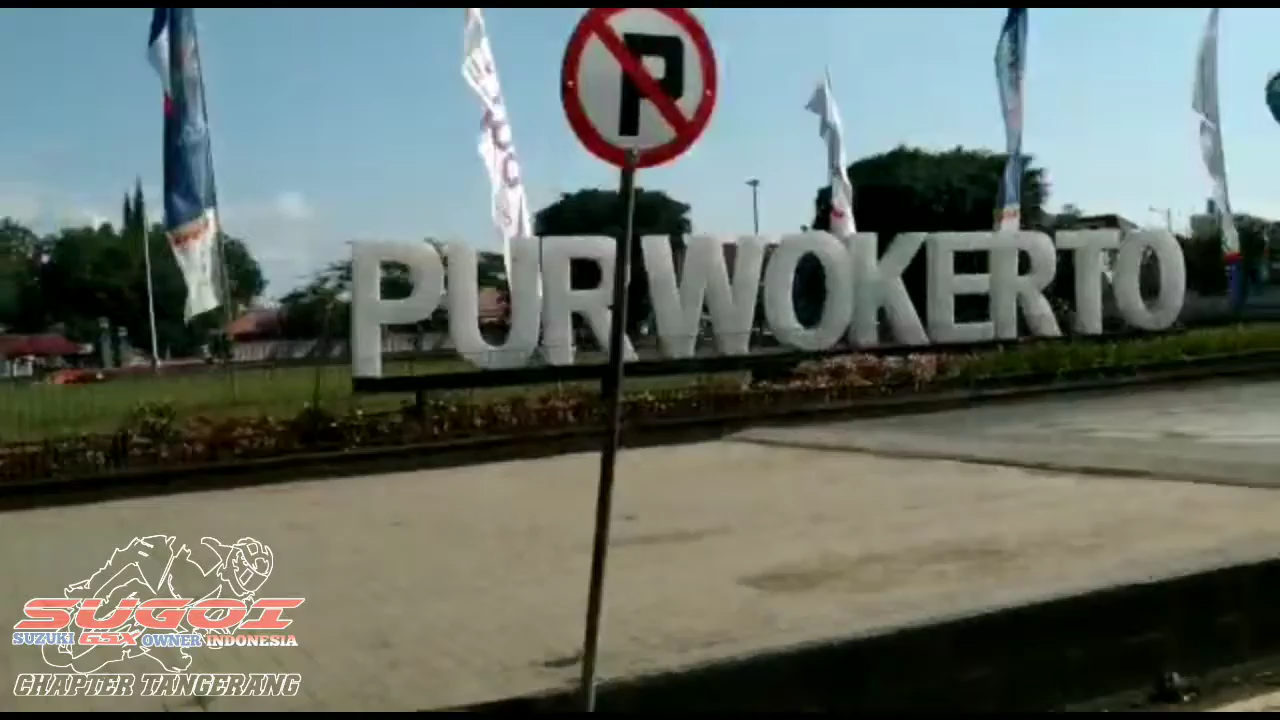 P
PURWOKERTO
SUGOI
SUZUKI GSX OWNER INDONESIA
CHAPTER TANGERANG